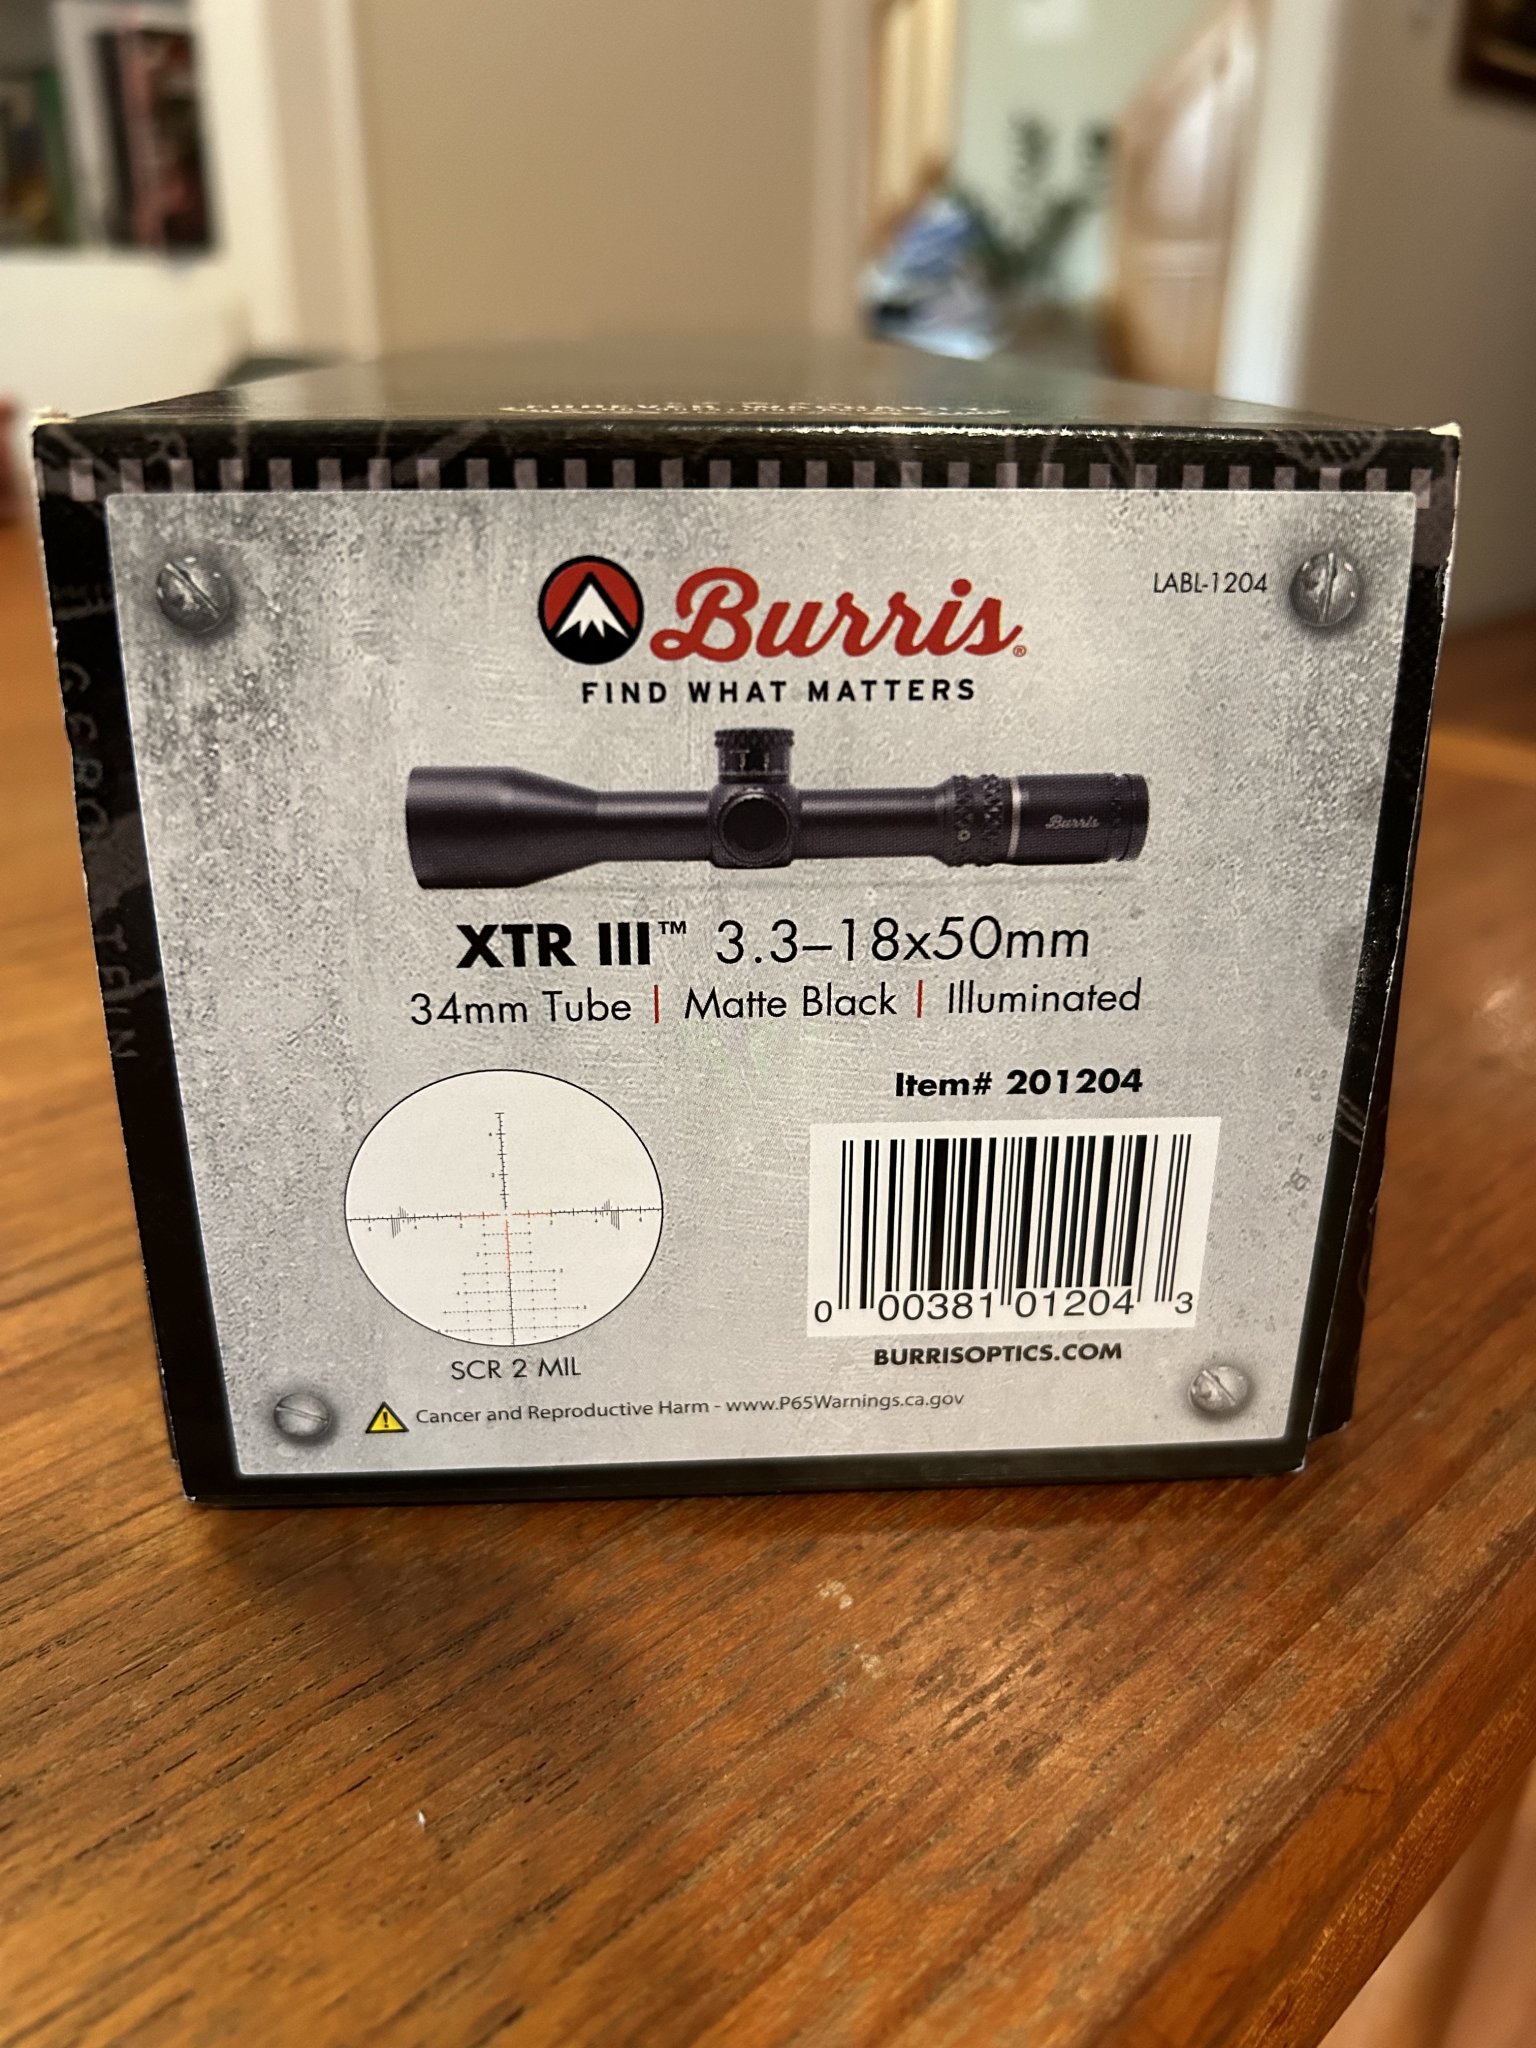 Burris®
LABL-1204
FIND WHAT MATTERS
Burris
XTR III™ 3.3–18x50mm
34mm Tube | Matte Black | Illuminated
Item# 201204
0 00381 01204 3
SCR 2 MIL
BURRISOPTICS.COM
Cancer and Reproductive Harm - www.P65Warnings.ca.gov